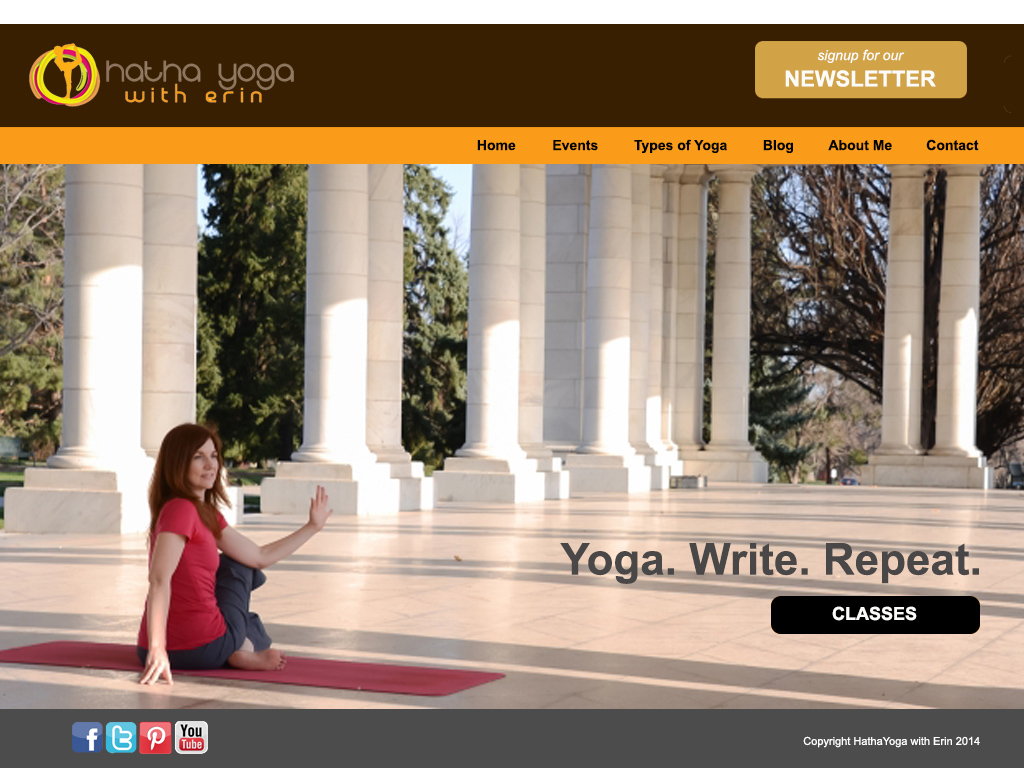 hatha yoga
with erin
signup for our
NEWSLETTER
Home Events Types of Yoga Blog About Me Contact
Yoga. Write. Repeat.
CLASSES
f t P You
Tube
Copyright HathaYoga with Erin 2014